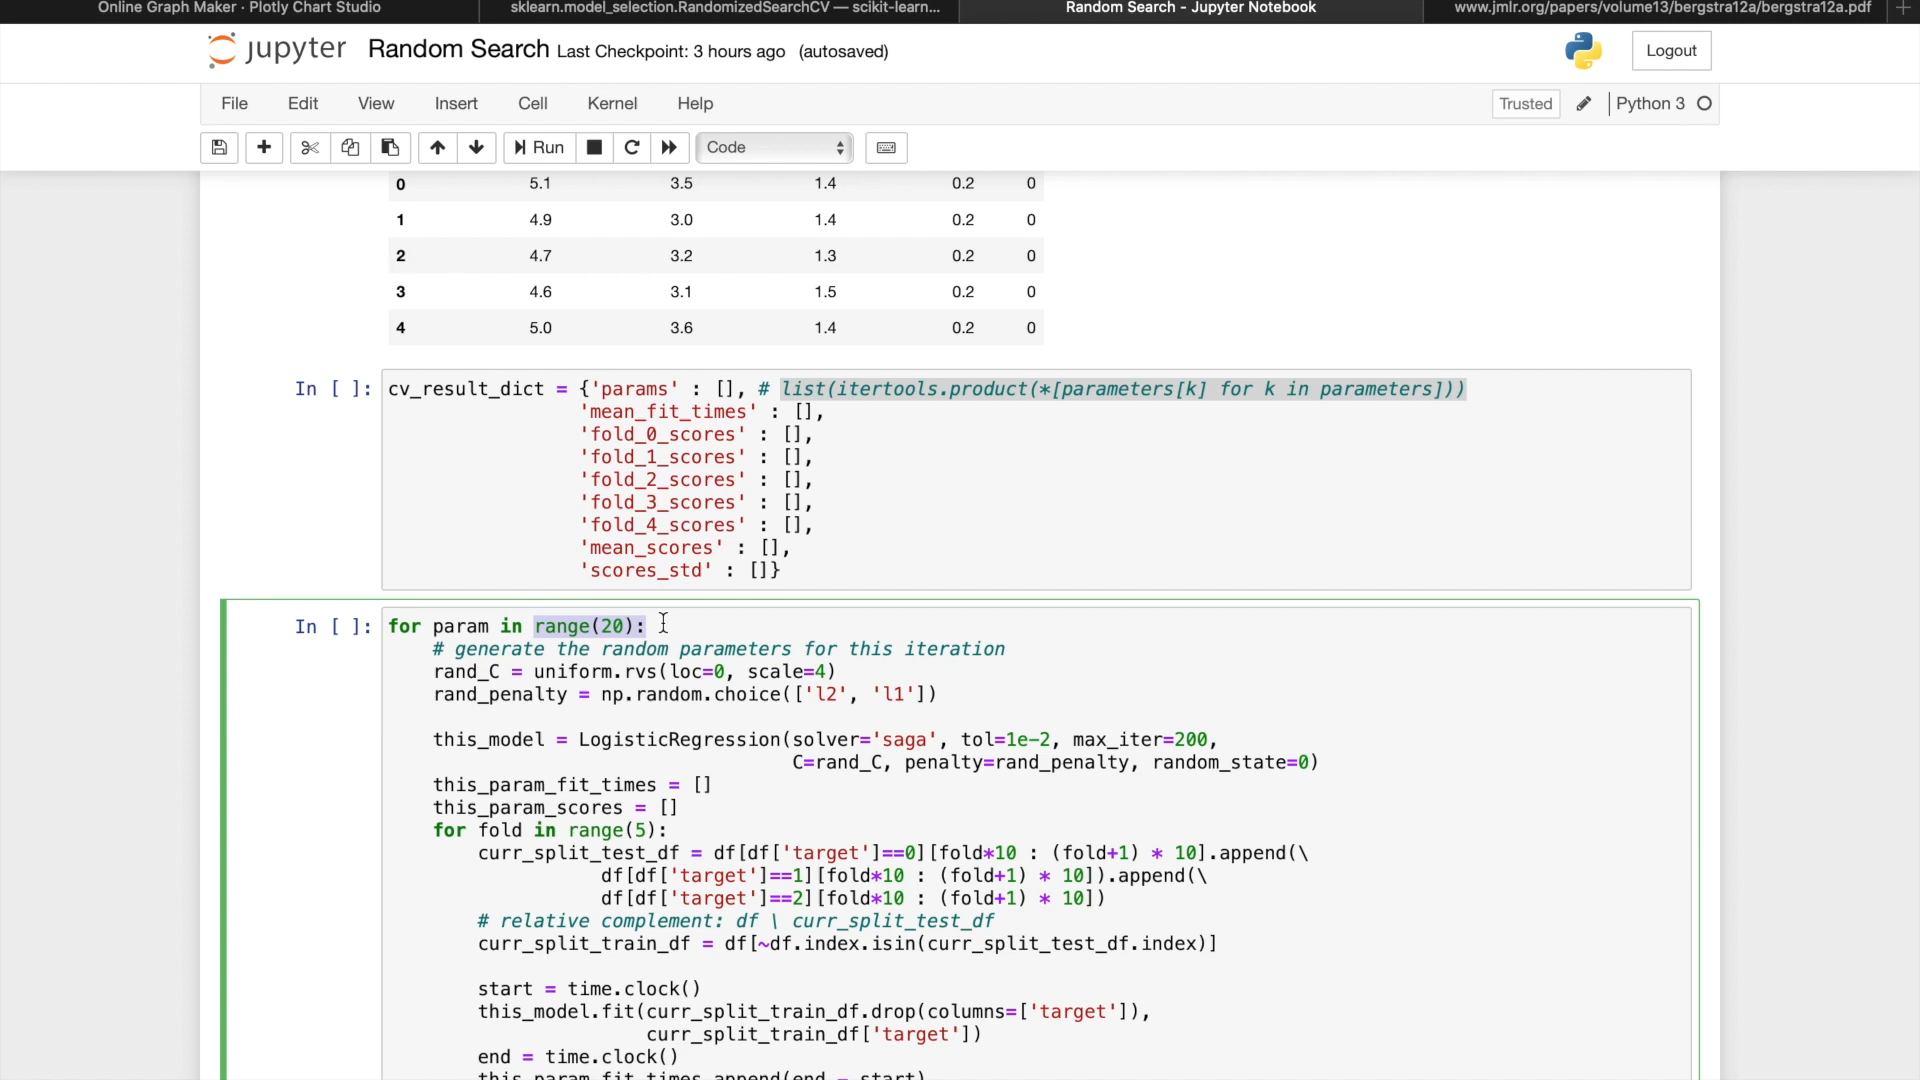 Online Graph Maker · Plotly Chart Studio
sklearn.model_selection.RandomizedSearchCV — scikit-learn...
Random Search - Jupyter Notebook
www.jmlr.org/papers/volume13/bergstra12a/bergstra12a.pdf
jupyter Random Search Last Checkpoint: 3 hours ago (autosaved)
Logout
File Edit View Insert Cell Kernel Help
Trusted
Python 3
Run
Code
0 5.1 3.5 1.4 0.2 0
1 4.9 3.0 1.4 0.2 0
2 4.7 3.2 1.3 0.2 0
3 4.6 3.1 1.5 0.2 0
4 5.0 3.6 1.4 0.2 0
In [ ]: cv_result_dict = {'params' : [], # list(itertools.product(*[parameters[k] for k in parameters]))
'mean_fit_times' : [],
'fold_0_scores' : [],
'fold_1_scores' : [],
'fold_2_scores' : [],
'fold_3_scores' : [],
'fold_4_scores' : [],
'mean_scores' : [],
'scores_std' : []}
In [ ]: for param in range(20):
# generate the random parameters for this iteration
rand_C = uniform.rvs(loc=0, scale=4)
rand_penalty = np.random.choice(['l2', 'l1'])
this_model = LogisticRegression(solver='saga', tol=1e-2, max_iter=200,
C=rand_C, penalty=rand_penalty, random_state=0)
this_param_fit_times = []
this_param_scores = []
for fold in range(5):
curr_split_test_df = df[df['target']==0][fold*10 : (fold+1) * 10].append(\
df[df['target']==1][fold*10 : (fold+1) * 10]).append(\
df[df['target']==2][fold*10 : (fold+1) * 10])
# relative complement: df \ curr_split_test_df
curr_split_train_df = df[~df.index.isin(curr_split_test_df.index)]
start = time.clock()
this_model.fit(curr_split_train_df.drop(columns=['target']),
curr_split_train_df['target'])
end = time.clock()
this_param_fit_times.append(end - start)